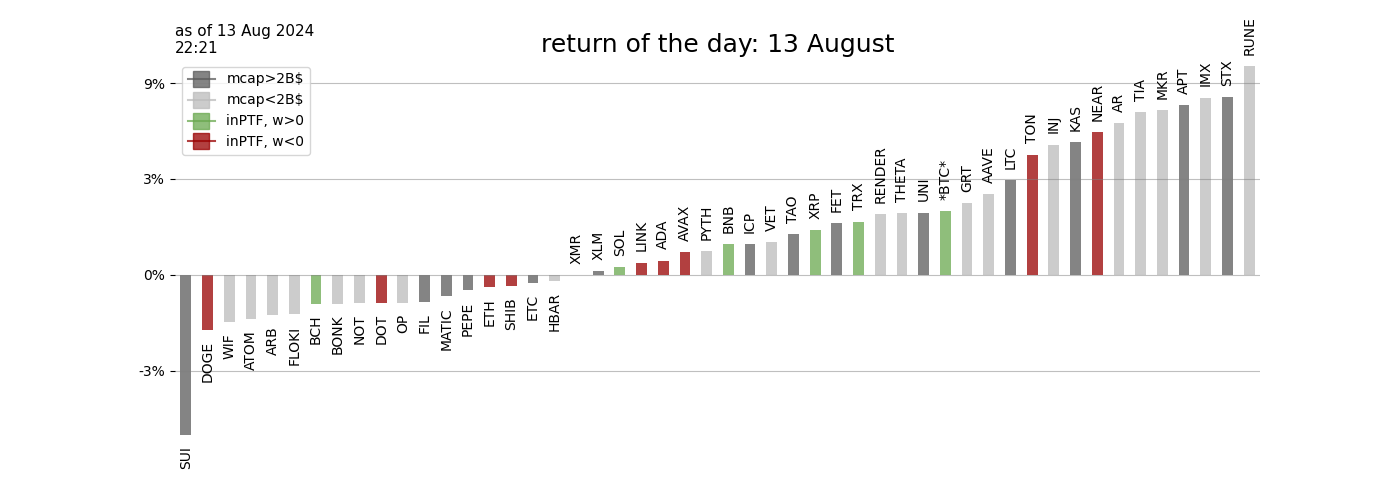 as of 13 Aug 2024
22:21
return of the day: 13 August
mcap>2B$
mcap<2B$
inPTF, w>0
inPTF, w<0
9%
3%
0%
-3%
SUI
DOGE
WIF
ATOM
ARB
FLOKI
BCH
BONK
NOT
DOT
OP
FIL
MATIC
PEPE
ETH
SHIB
ETC
HBAR
XMR
XLM
SOL
LINK
ADA
AVAX
PYTH
BNB
ICP
VET
TAO
XRP
FET
TRX
RENDER
THETA
UNI
*BTC*
GRT
AAVE
LTC
TON
INJ
KAS
NEAR
AR
TIA
MKR
APT
IMX
STX
RUNE